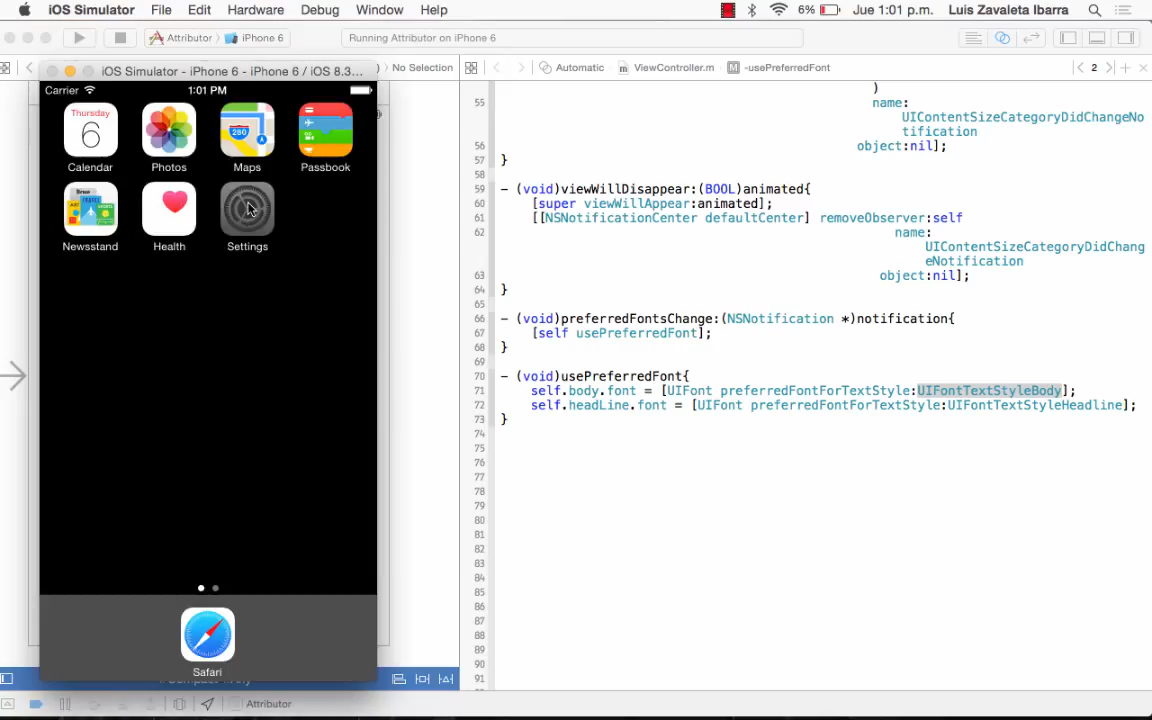 iOS Simulator File Edit Hardware Debug Window Help 6% Jue 1:01 p.m. Luis Zavaleta Ibarra
Attributor iPhone 6 Running Attributor on iPhone 6
iOS Simulator - iPhone 6 - iPhone 6 / iOS 8.3...
) No Selection
Automatic ViewController.m M -usePreferredFont 2
Carrier 1:01 PM
Thursday
6
280
Calendar Photos Maps Passbook
Newsstand Health Settings
Safari
)
55 name:
UIContentSizeCategoryDidChangeNo
tification
56 object:nil];
57 }
58
59 - (void)viewWillDisappear:(BOOL)animated{
60 [super viewWillAppear:animated];
61 [[NSNotificationCenter defaultCenter] removeObserver:self
62 name:
UIContentSizeCategoryDidChang
eNotification
63 object:nil];
64 }
65
66 - (void)preferredFontsChange:(NSNotification *)notification{
67 [self usePreferredFont];
68 }
69
70 - (void)usePreferredFont{
71 self.body.font = [UIFont preferredFontForTextStyle:UIFontTextStyleBody];
72 self.headLine.font = [UIFont preferredFontForTextStyle:UIFontTextStyleHeadline];
73 }
74
75
76
77
78
79
80
81
82
83
84
85
86
87
88
89
90
91
Attributor